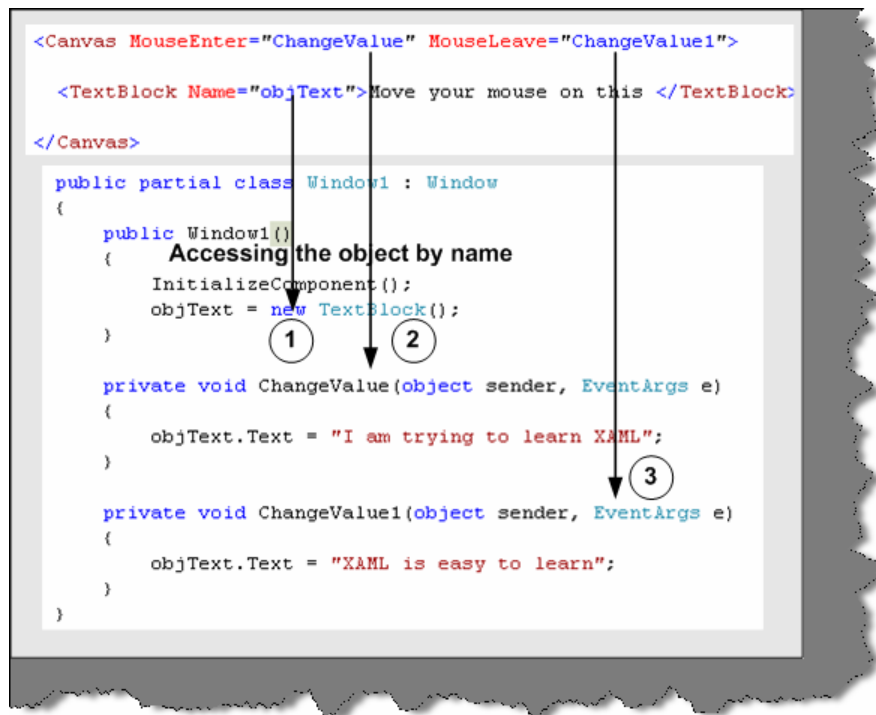 <Canvas MouseEnter="ChangeValue" MouseLeave="ChangeValue1">
<TextBlock Name="objText">Move your mouse on this </TextBlock>
</Canvas>
public partial class Window1 : Window
{
public Window1()
Accessing the object by name
{
InitializeComponent();
objText = new TextBlock();
}
1
2
private void ChangeValue(object sender, EventArgs e)
{
objText.Text = "I am trying to learn XAML";
}
3
private void ChangeValue1(object sender, EventArgs e)
{
objText.Text = "XAML is easy to learn";
}
}